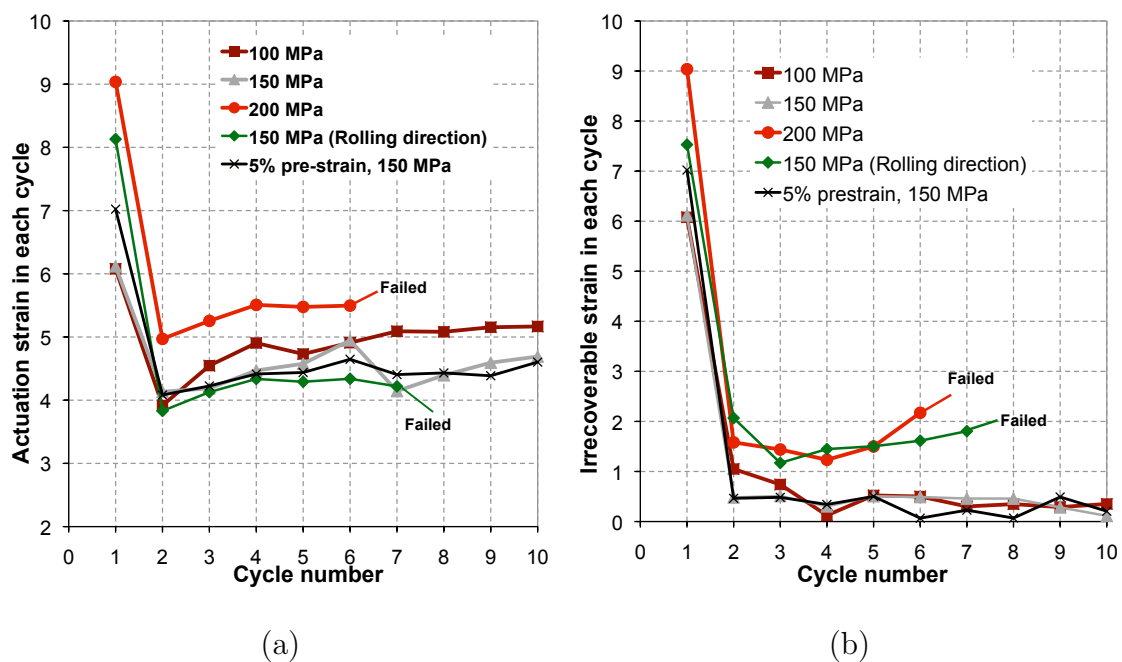 10
9
8
7
6
5
4
3
2
Actuation strain in each cycle
100 MPa
150 MPa
200 MPa
150 MPa (Rolling direction)
5% pre-strain, 150 MPa
Failed
Failed
0 1 2 3 4 5 6 7 8 9 10
Cycle number
(a)
10
9
8
7
6
5
4
3
2
1
0
Irrecoverable strain in each cycle
100 MPa
150 MPa
200 MPa
150 MPa (Rolling direction)
5% prestrain, 150 MPa
Failed
Failed
0 1 2 3 4 5 6 7 8 9 10
Cycle number
(b)